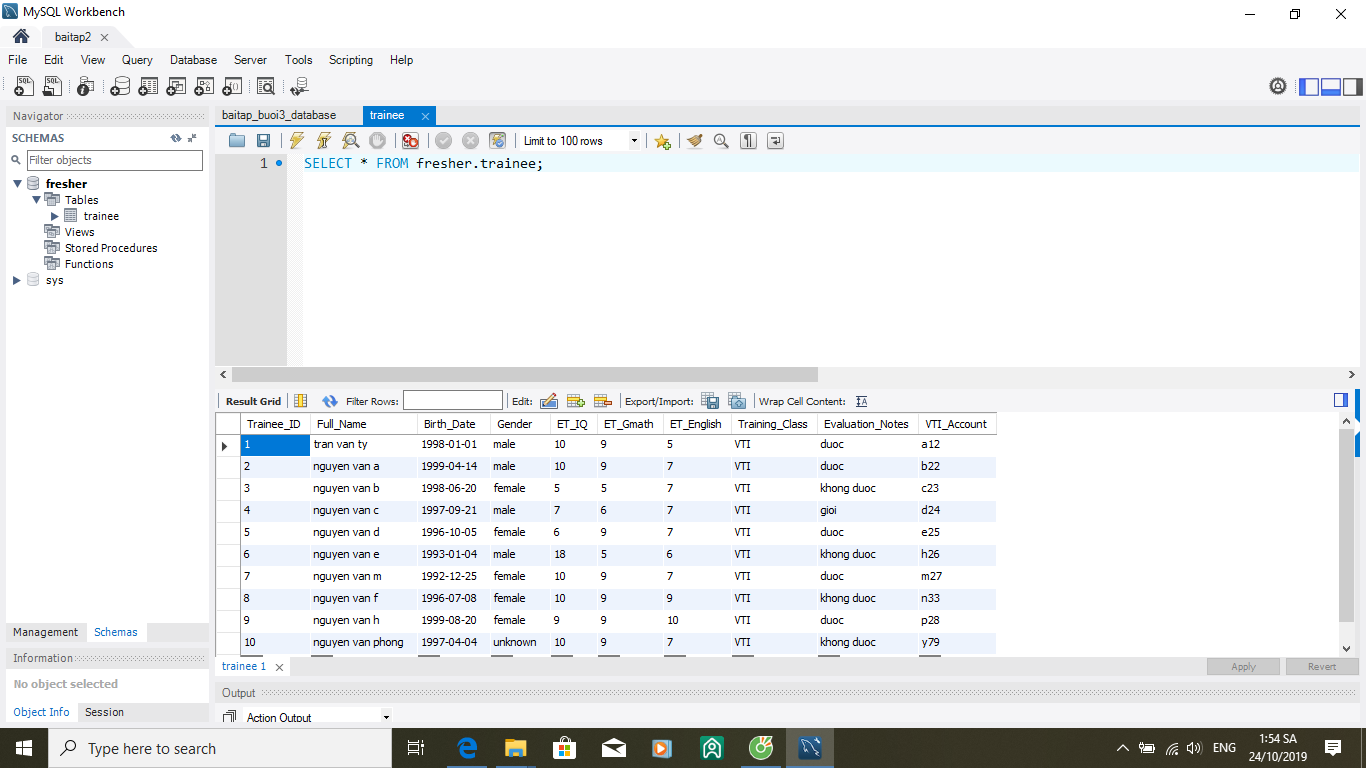 MySQL Workbench
baitap2
File Edit View Query Database Server Tools Scripting Help
Navigator
SCHEMAS
Filter objects
fresher
Tables
trainee
Views
Stored Procedures
Functions
sys
Management Schemas
Information
No object selected
Object Info Session
baitap_buoi3_database trainee
Limit to 100 rows
1 SELECT * FROM fresher.trainee;
Result Grid Filter Rows: Edit: Export/Import: Wrap Cell Content: IA
Trainee_ID Full_Name Birth_Date Gender ET_IQ ET_Gmath ET_English Training_Class Evaluation_Notes VTI_Account
1 tran van ty 1998-01-01 male 10 9 5 VTI duoc a12
2 nguyen van a 1999-04-14 male 10 9 7 VTI duoc b22
3 nguyen van b 1998-06-20 female 5 5 7 VTI khong duoc c23
4 nguyen van c 1997-09-21 male 7 6 7 VTI gioi d24
5 nguyen van d 1996-10-05 female 6 9 7 VTI duoc e25
6 nguyen van e 1993-01-04 male 18 5 6 VTI khong duoc h26
7 nguyen van m 1992-12-25 female 10 9 7 VTI duoc m27
8 nguyen van f 1996-07-08 female 10 9 9 VTI khong duoc n33
9 nguyen van h 1999-08-20 female 9 9 10 VTI duoc p28
10 nguyen van phong 1997-04-04 unknown 10 9 7 VTI khong duoc y79
trainee 1
Apply Revert
Output
Action Output
Type here to search
ENG
1:54 SA
24/10/2019